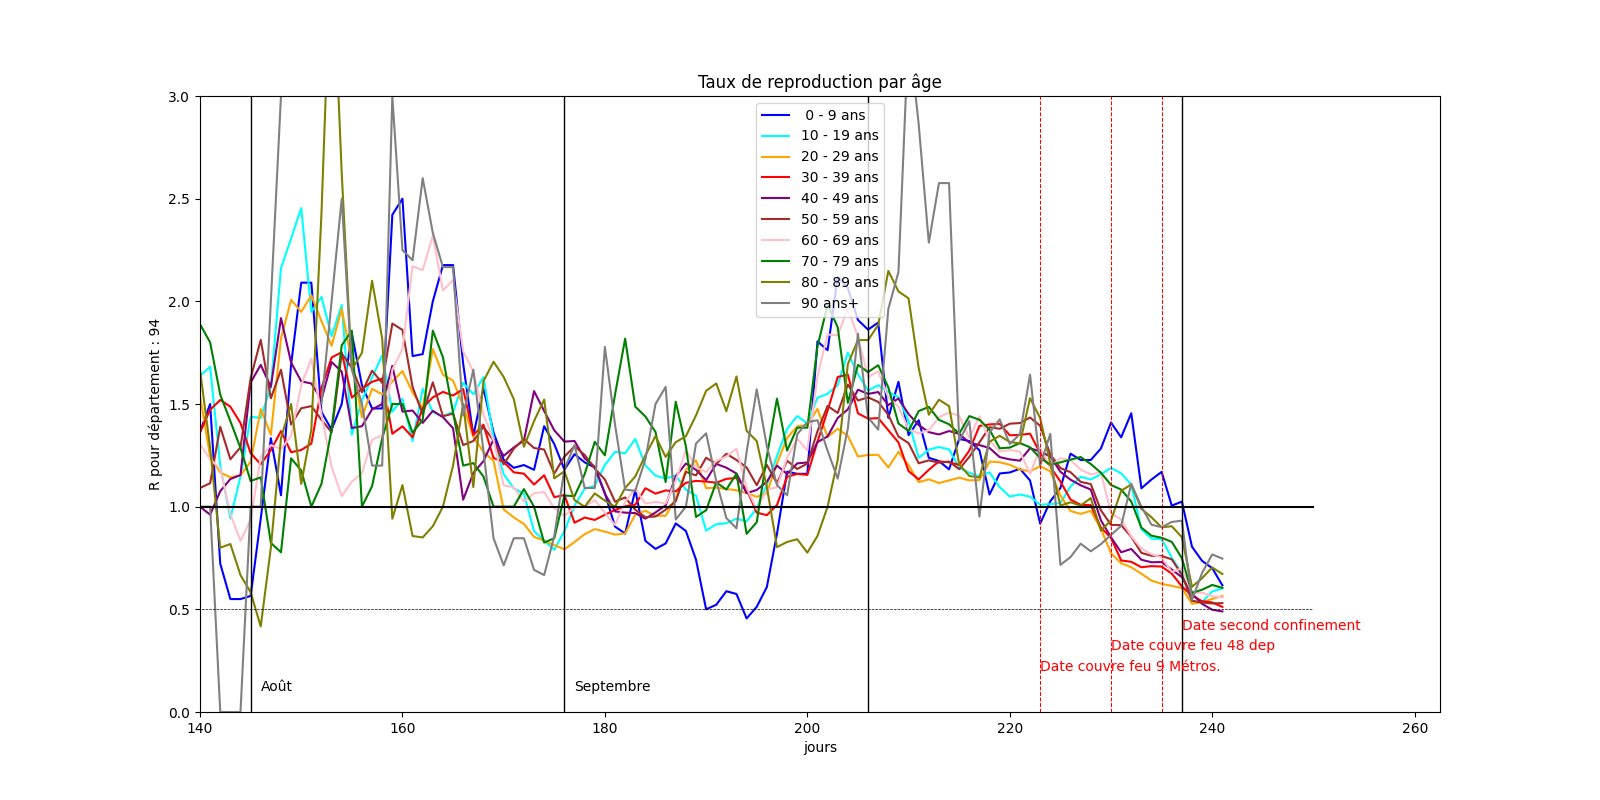 Taux de reproduction par âge
R pour département : 94
3.0
2.5
2.0
1.5
1.0
0.5
0.0
0 - 9 ans
10 - 19 ans
20 - 29 ans
30 - 39 ans
40 - 49 ans
50 - 59 ans
60 - 69 ans
70 - 79 ans
80 - 89 ans
90 ans+
Date second confinement
Date couvre feu 48 dep
Date couvre feu 9 Métros.
Août
Septembre
140
160
180
200
220
240
260
jours